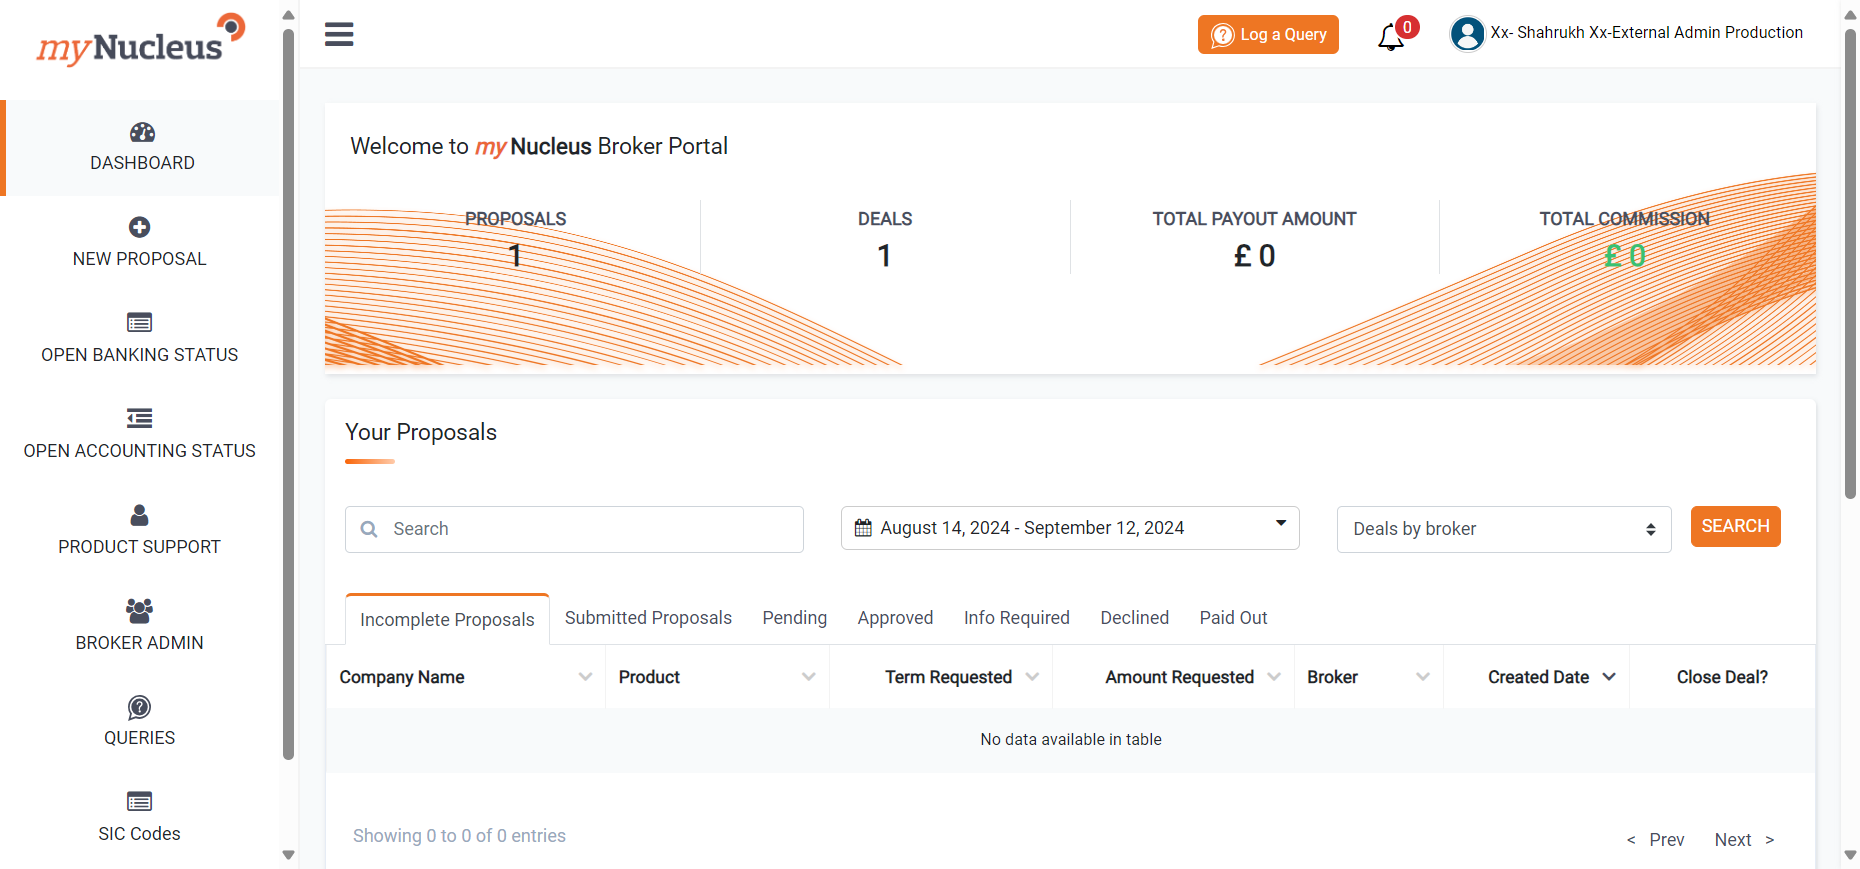 myNucleus
DASHBOARD
NEW PROPOSAL
OPEN BANKING STATUS
OPEN ACCOUNTING STATUS
PRODUCT SUPPORT
BROKER ADMIN
QUERIES
SIC Codes
Log a Query
0
Xx- Shahrukh Xx-External Admin Production
Welcome to my Nucleus Broker Portal
PROPOSALS
1
DEALS
1
TOTAL PAYOUT AMOUNT
£ 0
TOTAL COMMISSION
£ 0
Your Proposals
Search
August 14, 2024 - September 12, 2024
Deals by broker
SEARCH
Incomplete Proposals Submitted Proposals Pending Approved Info Required Declined Paid Out
Company Name Product Term Requested Amount Requested Broker Created Date Close Deal?
No data available in table
Showing 0 to 0 of 0 entries
< Prev Next >